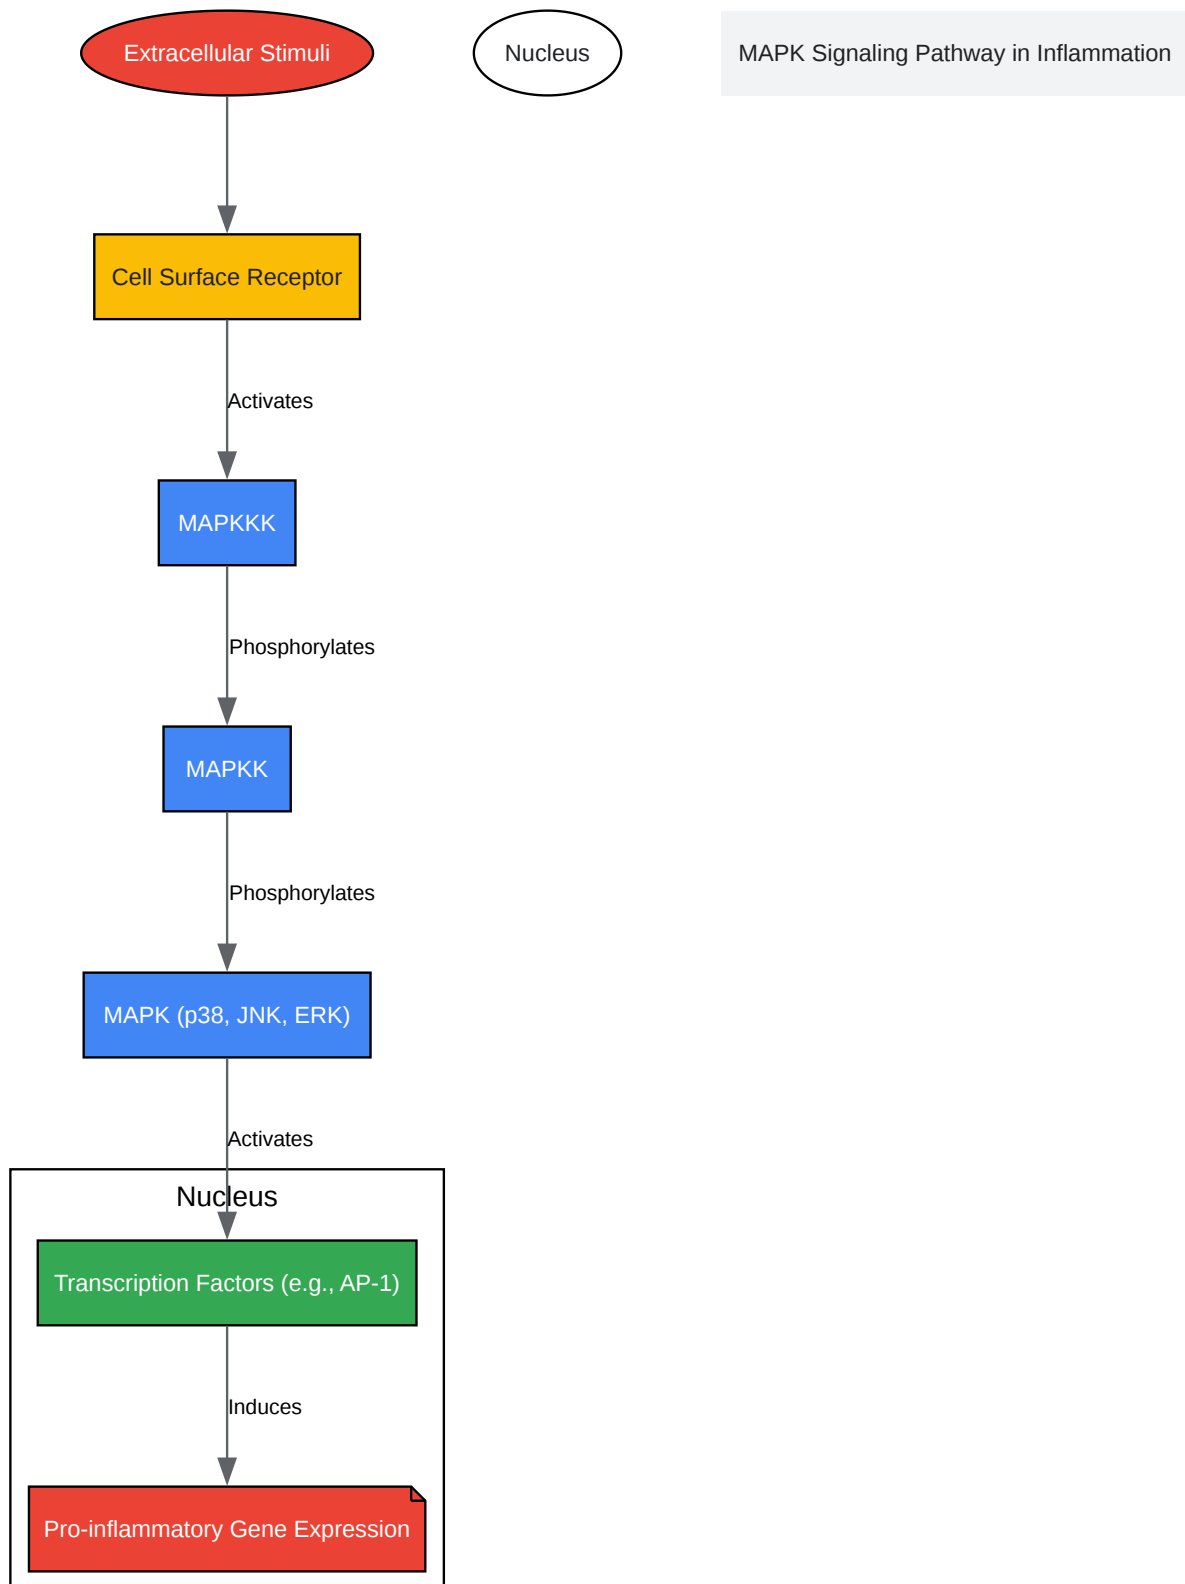 Extracellular Stimuli
Nucleus
MAPK Signaling Pathway in Inflammation
Cell Surface Receptor
Activates
MAPKKK
Phosphorylates
MAPKK
Phosphorylates
MAPK (p38, JNK, ERK)
Activates
Nucleus
Transcription Factors (e.g., AP-1)
Induces
Pro-inflammatory Gene Expression